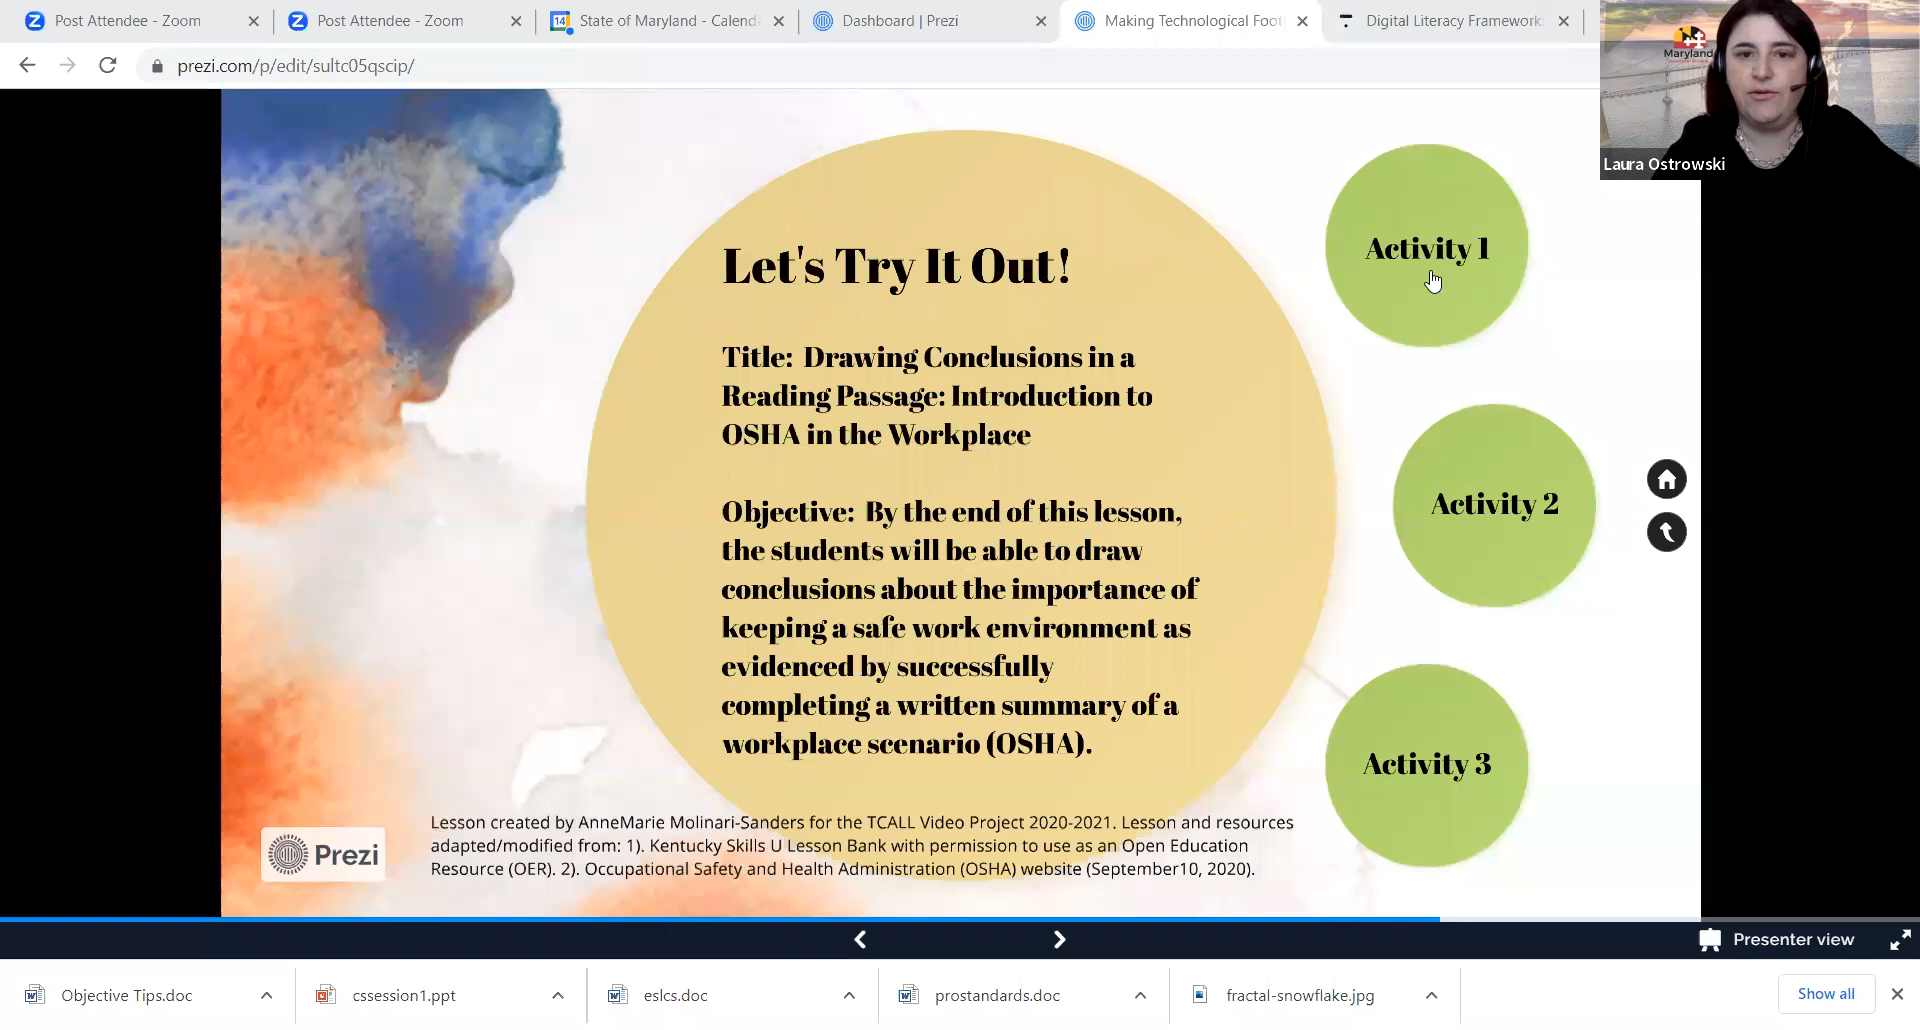 Post Attendee - Zoom
Post Attendee - Zoom
14
State of Maryland - Calenda
Dashboard | Prezi
Making Technological Foot
Digital Literacy Framework
prezi.com/p/edit/sultc05qscip/
Maryland
Laura Ostrowski
Let's Try It Out!
Title: Drawing Conclusions in a
Reading Passage: Introduction to
OSHA in the Workplace
Objective: By the end of this lesson,
the students will be able to draw
conclusions about the importance of
keeping a safe work environment as
evidenced by successfully
completing a written summary of a
workplace scenario (OSHA).
Activity 1
Activity 2
Activity 3
Lesson created by AnneMarie Molinari-Sanders for the TCALL Video Project 2020-2021. Lesson and resources
adapted/modified from: 1). Kentucky Skills U Lesson Bank with permission to use as an Open Education
Resource (OER). 2). Occupational Safety and Health Administration (OSHA) website (September10, 2020).
Prezi
Presenter view
Objective Tips.doc
cssession1.ppt
eslcs.doc
prostandards.doc
fractal-snowflake.jpg
Show all